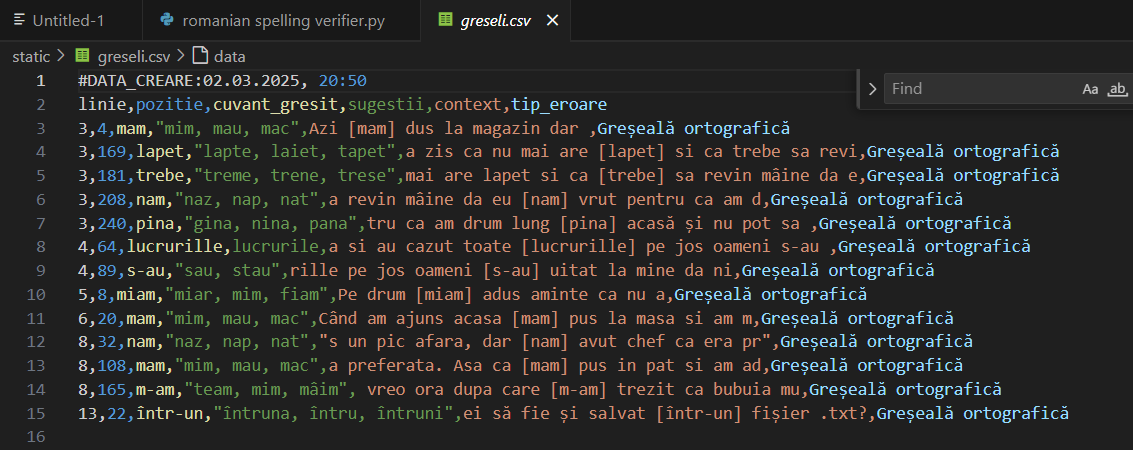 Untitled-1 romanian spelling verifier.py greseli.csv
static > greseli.csv > data
Find Aa ab
1 #DATA_CREARE:02.03.2025, 20:50
2 linie,pozitie,cuvant_gresit,sugestii,context,tip_eroare
3 3,4,mam,"mim, mau, mac",Azi [mam] dus la magazin dar ,Greșeală ortografică
4 3,169,lapet,"lapte, laiet, tapet",a zis ca nu mai are [lapet] si ca trebe sa revi,Greșeală ortografică
5 3,181,trebe,"treme, trene, trese",mai are lapet si ca [trebe] sa revin mâine da e,Greșeală ortografică
6 3,208,nam,"naz, nap, nat",a revin mâine da eu [nam] vrut pentru ca am d,Greșeală ortografică
7 3,240,pina,"gina, nina, pana",tru ca am drum lung [pina] acasă și nu pot sa ,Greșeală ortografică
8 4,64,lucrurille,lucrurile,a si au cazut toate [lucrurille] pe jos oameni s-au ,Greșeală ortografică
9 4,89,s-au,"sau, stau",rille pe jos oameni [s-au] uitat la mine da ni,Greșeală ortografică
10 5,8,miam,"miar, mim, fiam",Pe drum [miam] adus aminte ca nu a,Greșeală ortografică
11 6,20,mam,"mim, mau, mac",Când am ajuns acasa [mam] pus la masa si am m,Greșeală ortografică
12 8,32,nam,"naz, nap, nat","s un pic afara, dar [nam] avut chef ca era pr",Greșeală ortografică
13 8,108,mam,"mim, mau, mac",a preferata. Asa ca [mam] pus in pat si am ad,Greșeală ortografică
14 8,165,m-am,"team, mim, mâim", vreo ora dupa care [m-am] trezit ca bubuia mu,Greșeală ortografică
15 13,22,într-un,"întruna, întru, întruni",ei să fie și salvat [într-un] fișier .txt?,Greșeală ortografică
16